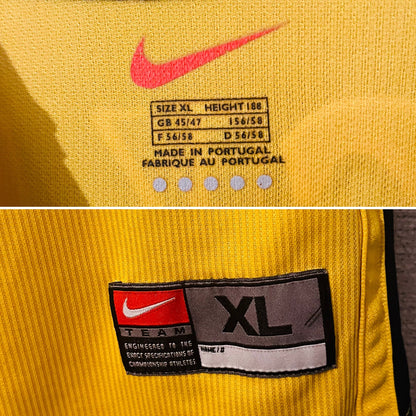 SIZE XL HEIGHT 188
GB 45/47 I 56/58
F 56/58 D 56/58
MADE IN PORTUGAL
FABRIQUE AU PORTUGAL
TEAM
XL
ENGINEERED TO THE
EXACT SPECIFICATIONS OF
CHAMPIONSHIP ATHLETES